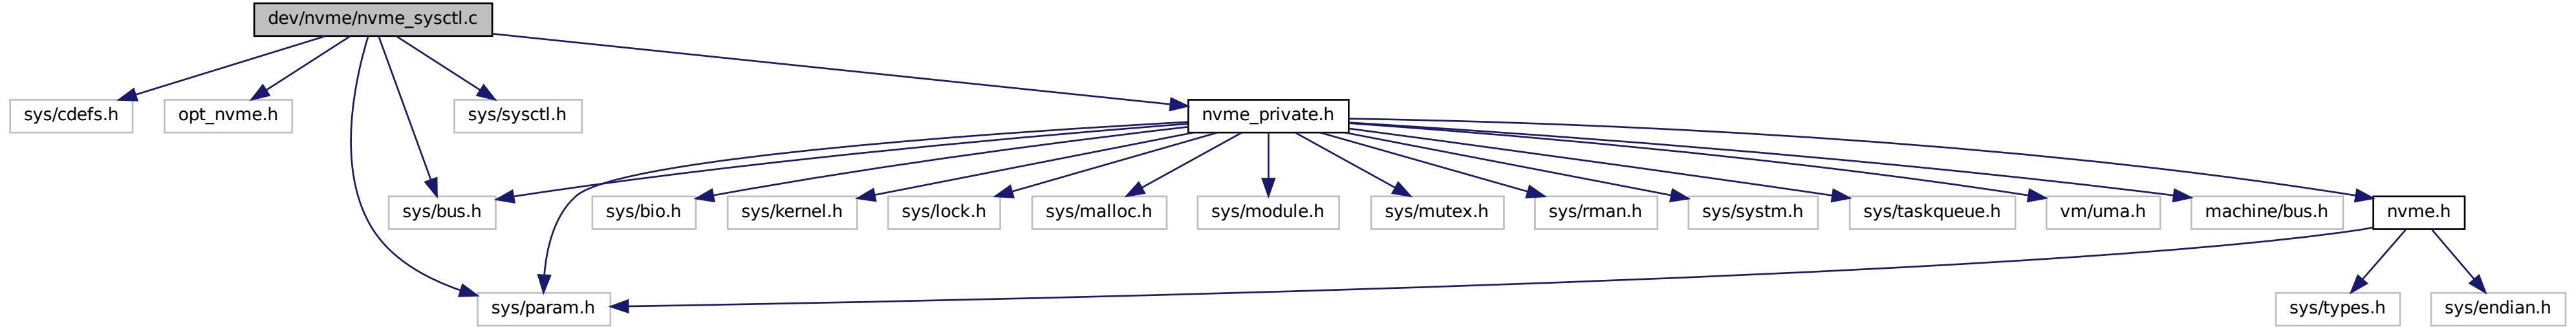 dev/nvme/nvme_sysctl.c
sys/cdefs.h
opt_nvme.h
sys/sysctl.h
nvme_private.h
sys/bus.h
sys/bio.h
sys/kernel.h
sys/lock.h
sys/malloc.h
sys/module.h
sys/mutex.h
sys/rman.h
sys/systm.h
sys/taskqueue.h
vm/uma.h
machine/bus.h
nvme.h
sys/param.h
sys/types.h
sys/endian.h